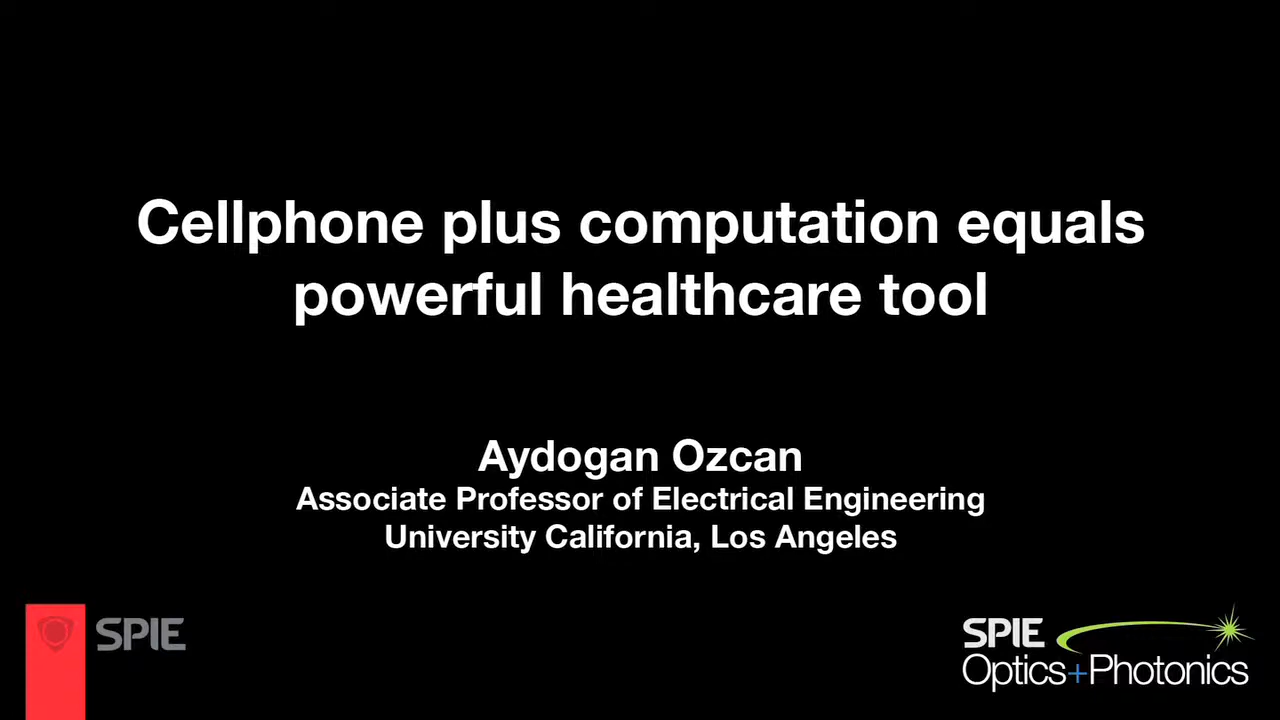 Cellphone plus computation equals
powerful healthcare tool
Aydogan Ozcan
Associate Professor of Electrical Engineering
University California, Los Angeles
SPIE
SPIE
Optics+Photonics